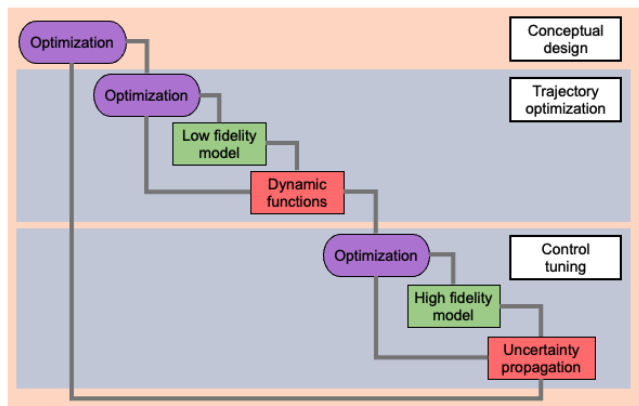 Conceptual
design
Optimization
Trajectory
optimization
Optimization
Low fidelity
model
Dynamic
functions
Control
tuning
Optimization
High fidelity
model
Uncertainty
propagation